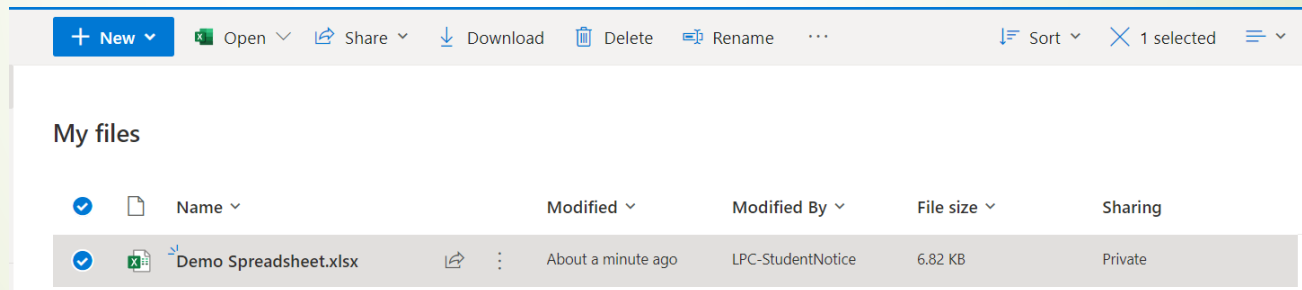 New Open Share Download Delete Rename ... Sort 1 selected
My files
Name Modified Modified By File size Sharing
Demo Spreadsheet.xlsx About a minute ago LPC-StudentNotice 6.82 KB Private